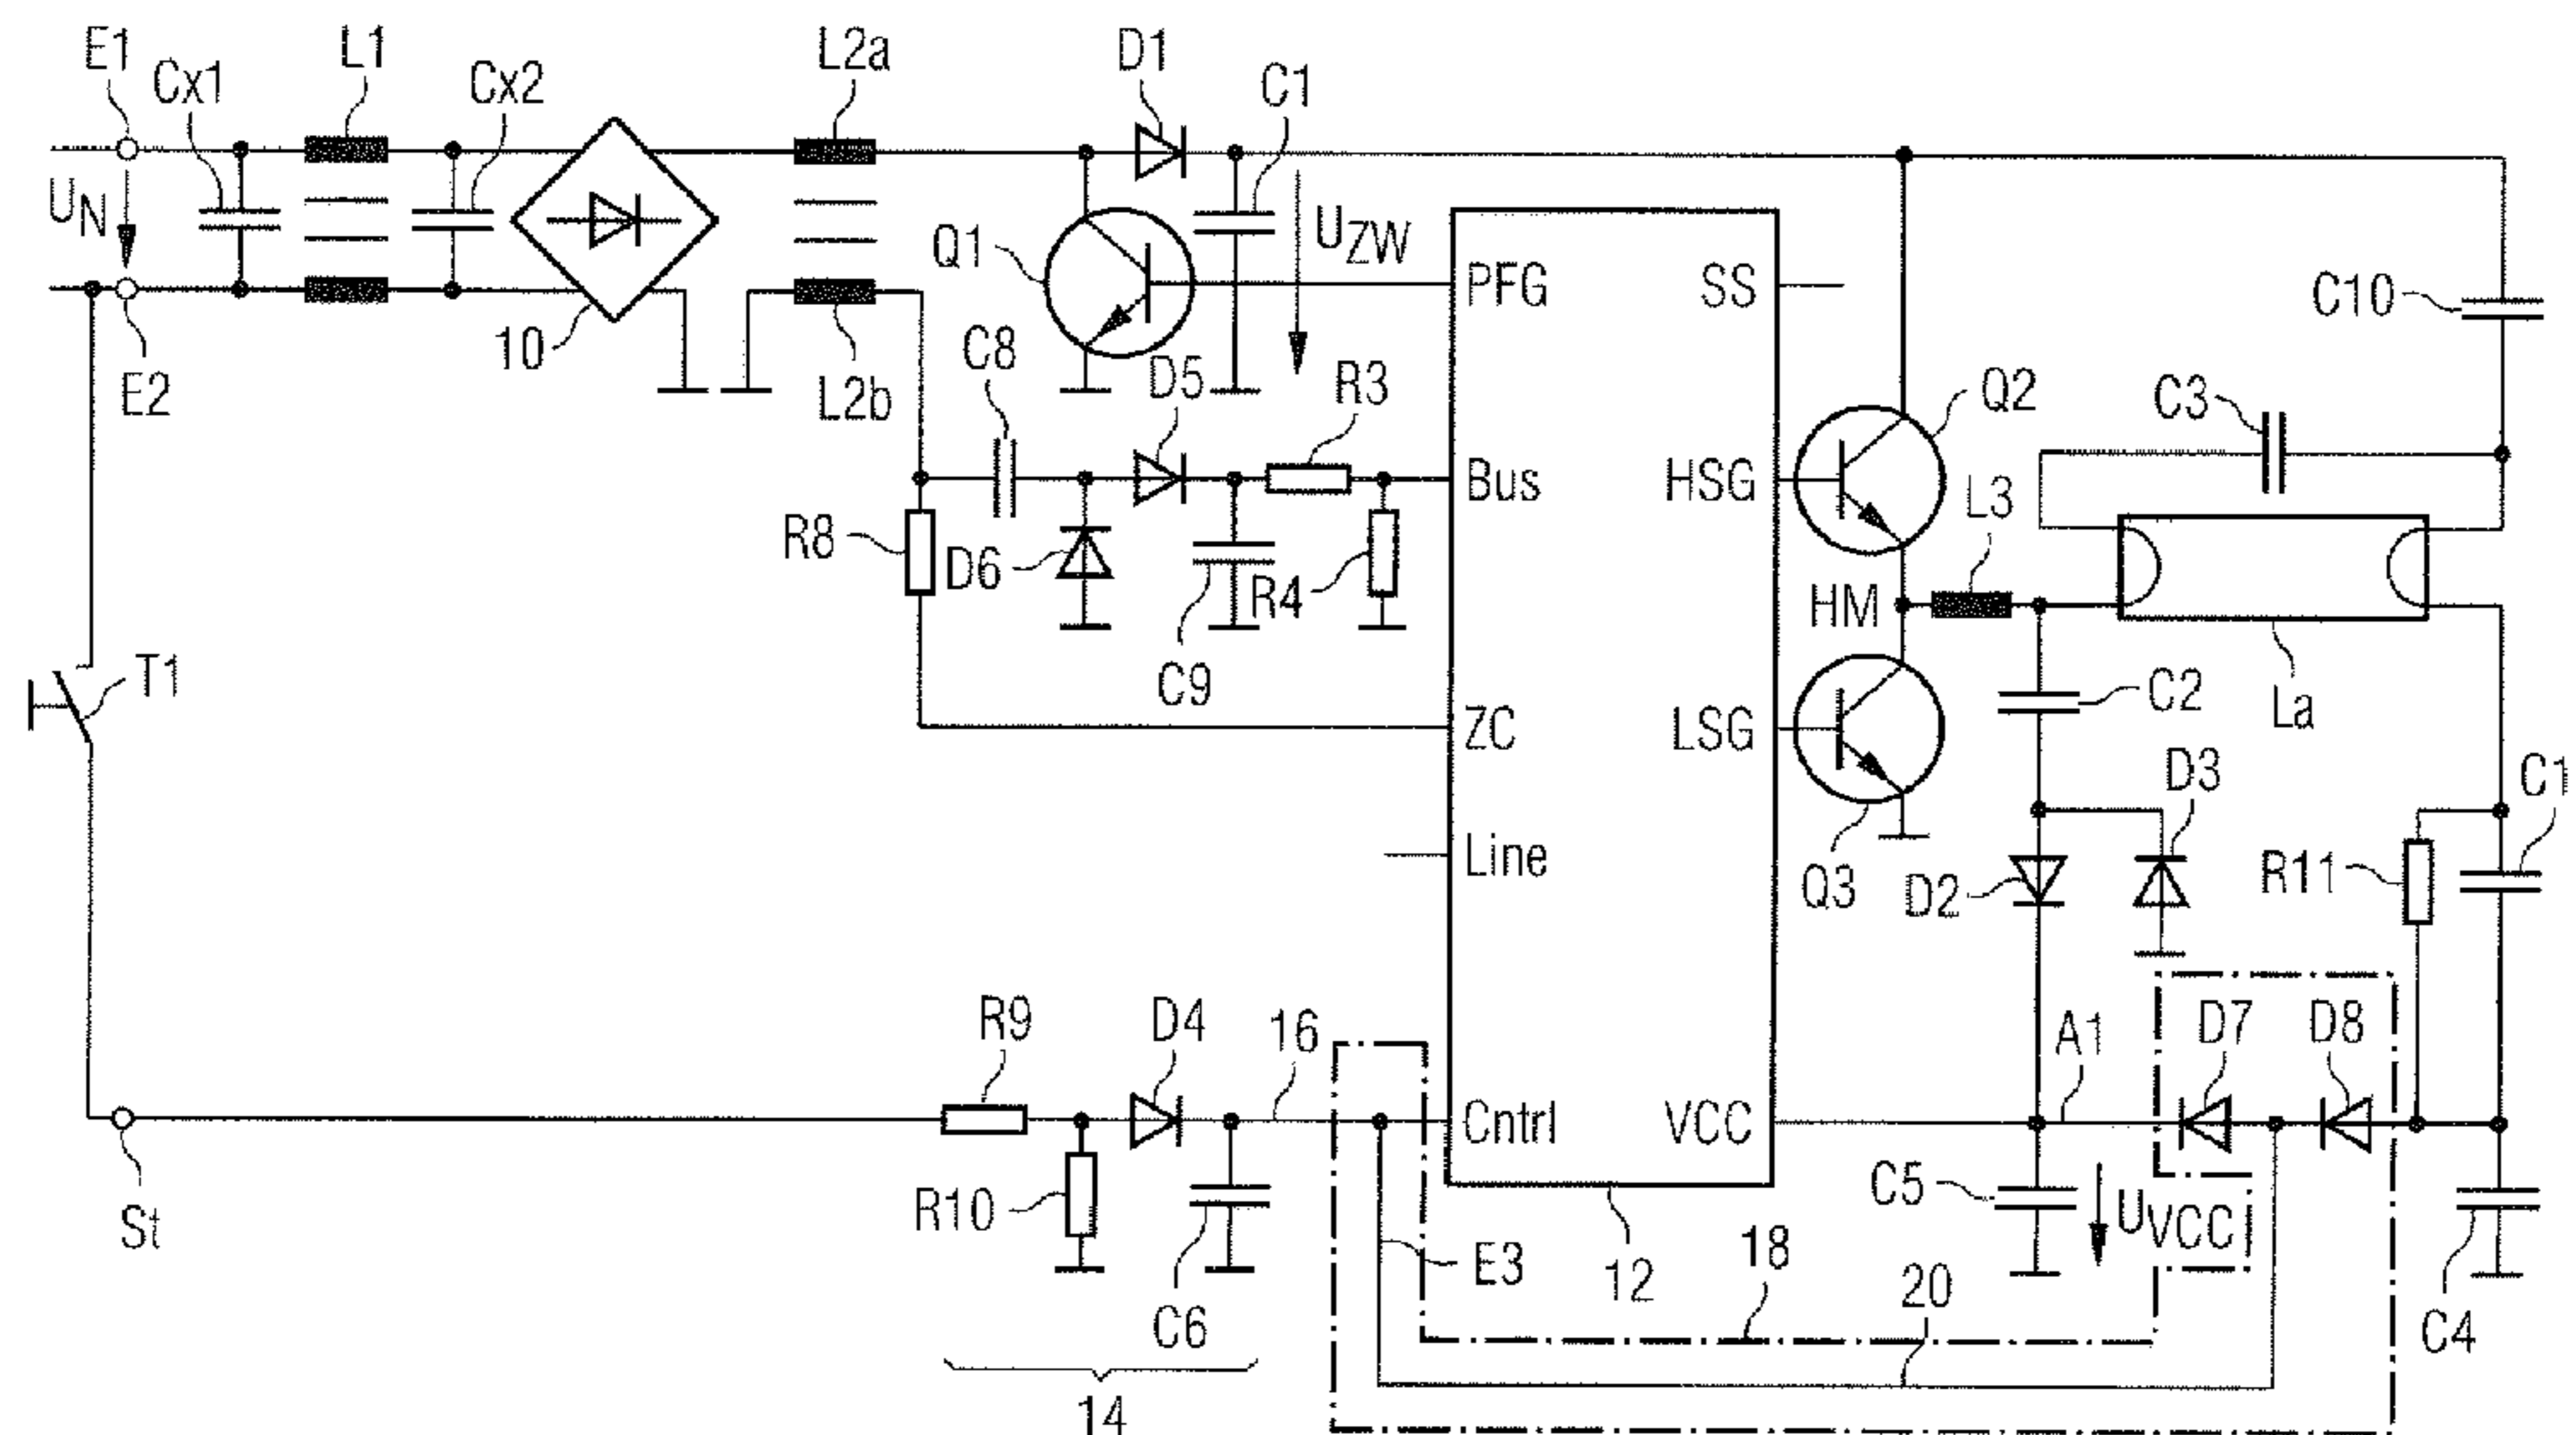 E1
Cx1
L1
Cx2
L2a
D1
C1
UN
Q1
UZW
PFG
SS
C10
10
E2
L2b
C8
D5
R3
Q2
C3
Bus
HSG
L3
R8
D6
R4
HM
C9
T1
ZC
LSG
C2
La
D3
C1
Line
Q3
D2
R11
R9
D4
16
A1
D7
D8
Cntrl
VCC
St
R10
C5
UVCC
E3
12
18
20
C6
C4
14